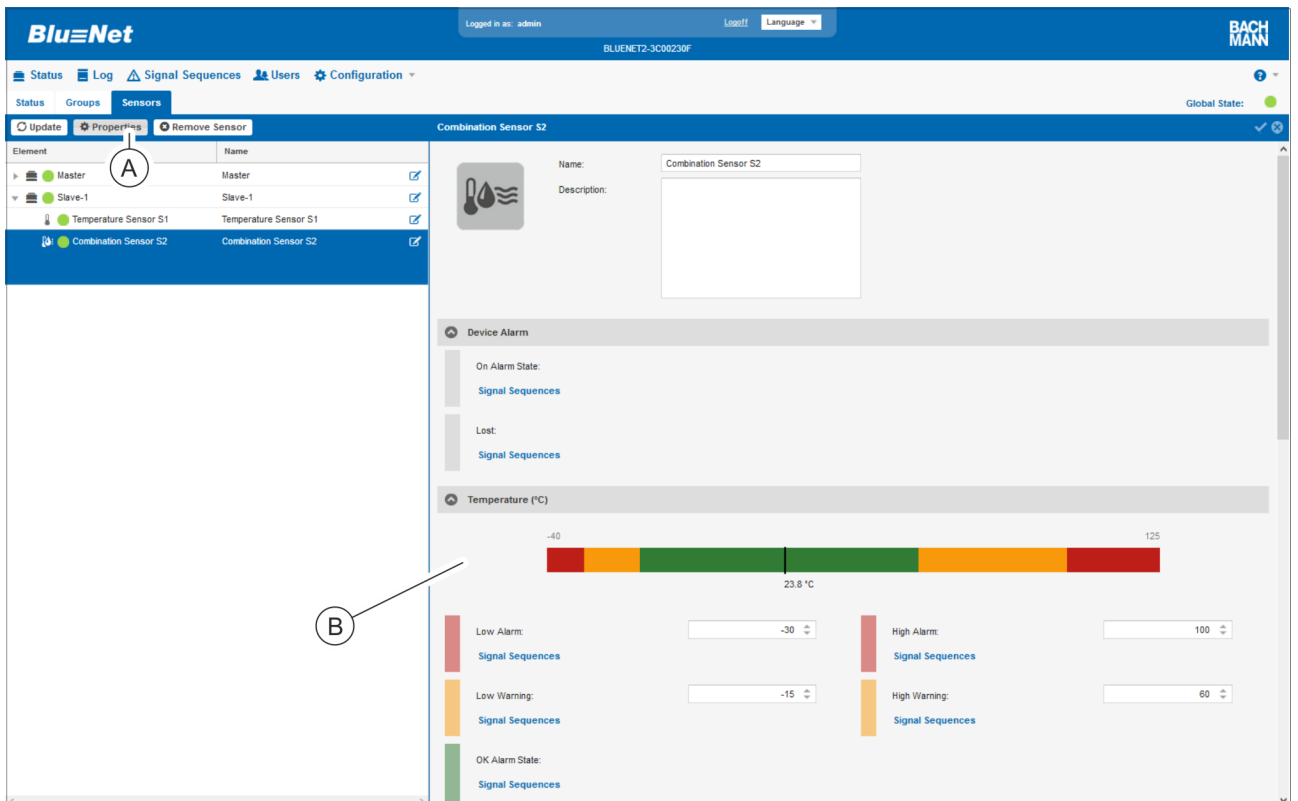 Blu≡Net
Logged in as: admin
Logoff
Language
BLUENET2-3C00230F
BACH
MANN
Status Log Signal Sequences Users Configuration
?
Status Groups Sensors
Global State:
Update Properties Remove Sensor
Combination Sensor S2
Element Name
A
Master Master
Slave-1 Slave-1
Temperature Sensor S1 Temperature Sensor S1
Combination Sensor S2 Combination Sensor S2
Name: Combination Sensor S2
Description:
Device Alarm
On Alarm State:
Signal Sequences
Lost:
Signal Sequences
Temperature (°C)
-40 125
23.8 °C
B
Low Alarm: -30 High Alarm: 100
Signal Sequences Signal Sequences
Low Warning: -15 High Warning: 60
Signal Sequences Signal Sequences
OK Alarm State:
Signal Sequences